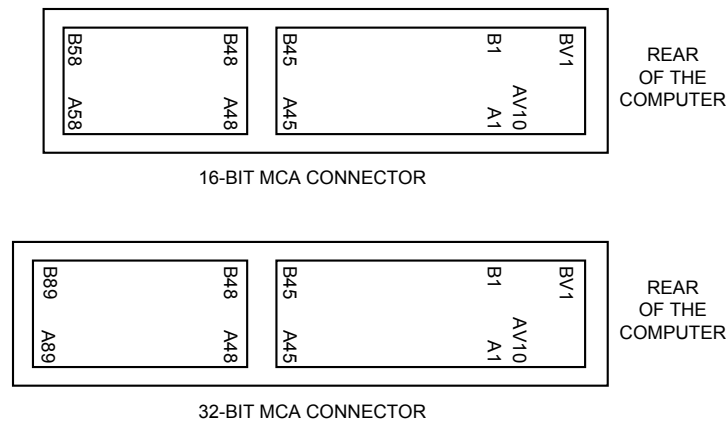 B58
B48
B45
B1
BV1
A58
A48
A45
A1
AV10
REAR
OF THE
COMPUTER
16-BIT MCA CONNECTOR
B89
B48
B45
B1
BV1
A89
A48
A45
A1
AV10
REAR
OF THE
COMPUTER
32-BIT MCA CONNECTOR